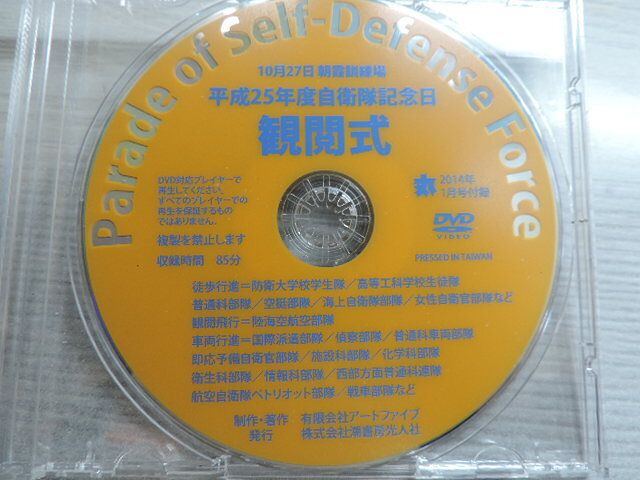 Parade of Self-Defense Force
10月27日 朝霞訓練場
平成25年度自衛隊記念日
観閲式
DVD対応プレイヤーで
再生してください。
すべてのプレイヤーでの
再生を保証するもの
ではありません。
複製を禁止します
収録時間 85分
2014年
1月号付録
DVD
VIDEO
PRESSED IN TAIWAN
徒歩行進=防衛大学校学生隊/高等工科学校生徒隊
普通科部隊/空挺部隊/海上自衛隊部隊/女性自衛官部隊など
観閲飛行=陸海空航空部隊
車両行進=国際派遣部隊/偵察部隊/普通科車両部隊
即応予備自衛官部隊/施設科部隊/化学科部隊
衛生科部隊/情報科部隊/西部方面普通科連隊
航空自衛隊ペトリオット部隊/戦車部隊など
制作・著作 有限会社アートファイブ
発行 株式会社潮書房光人社